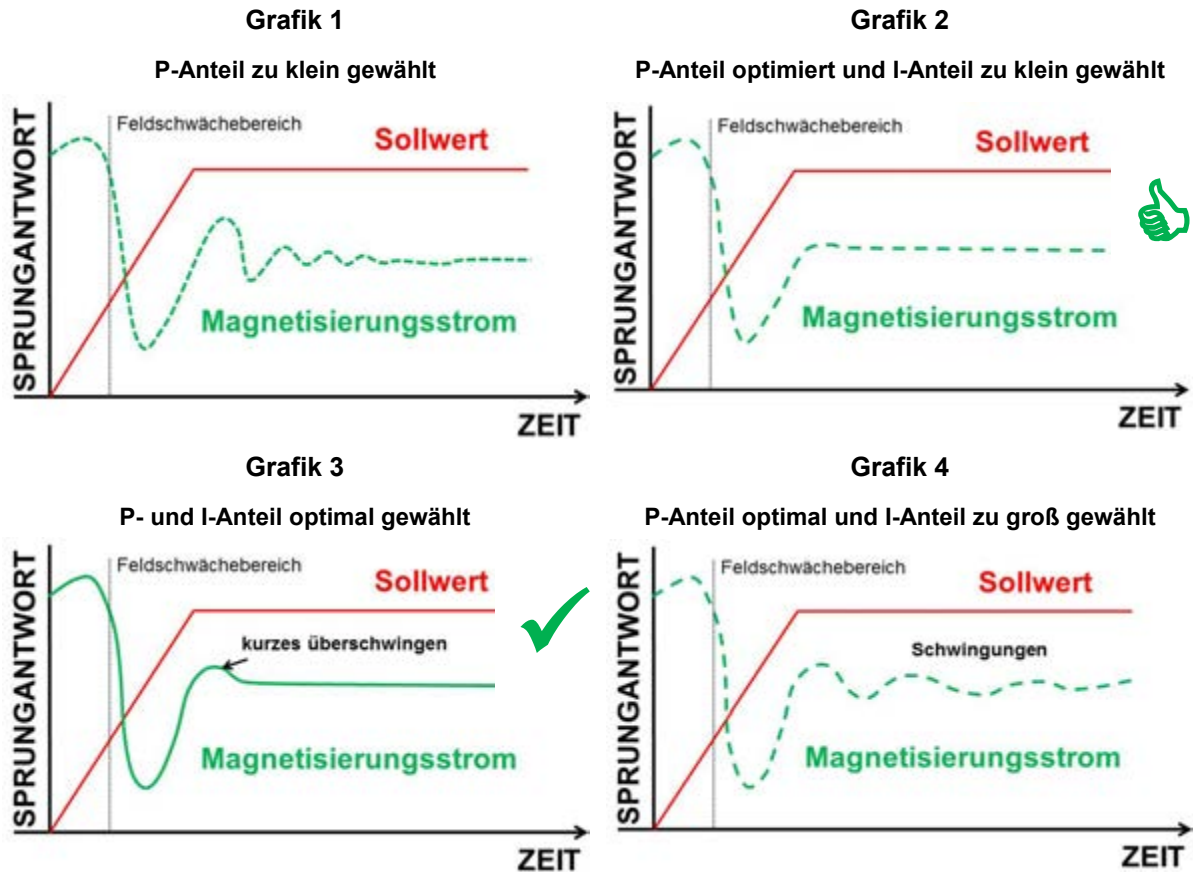 Grafik 1
P-Anteil zu klein gewählt
SPRUNGANTWORT
Feldschwächebereich
Sollwert
Magnetisierungsstrom
ZEIT
Grafik 2
P-Anteil optimiert und I-Anteil zu klein gewählt
SPRUNGANTWORT
Feldschwächebereich
Sollwert
Magnetisierungsstrom
ZEIT
Grafik 3
P- und I-Anteil optimal gewählt
SPRUNGANTWORT
Feldschwächebereich
Sollwert
kurzes überschwingen
Magnetisierungsstrom
ZEIT
Grafik 4
P-Anteil optimal und I-Anteil zu groß gewählt
SPRUNGANTWORT
Feldschwächebereich
Sollwert
Schwingungen
Magnetisierungsstrom
ZEIT